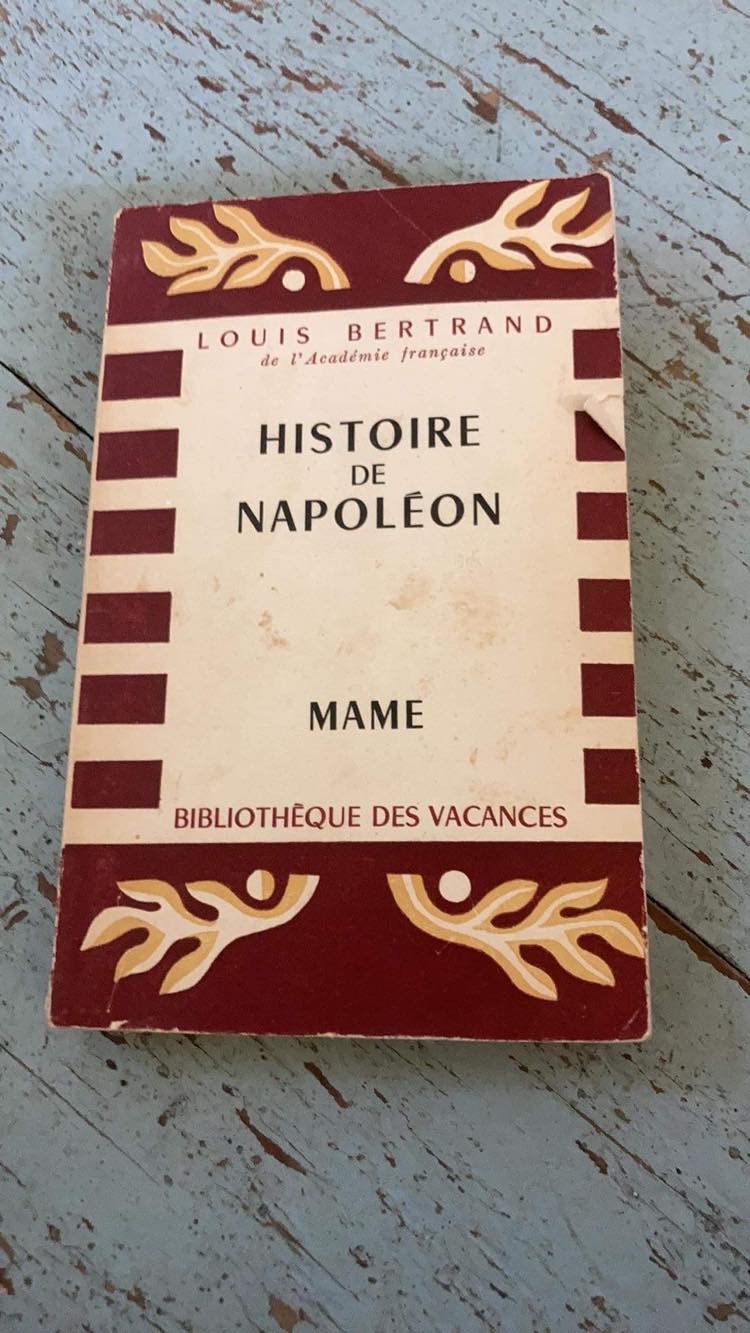 LOUIS BERTRAND
de l'Académie française
HISTOIRE
DE
NAPOLÉON
MAME
BIBLIOTHÈQUE DES VACANCES